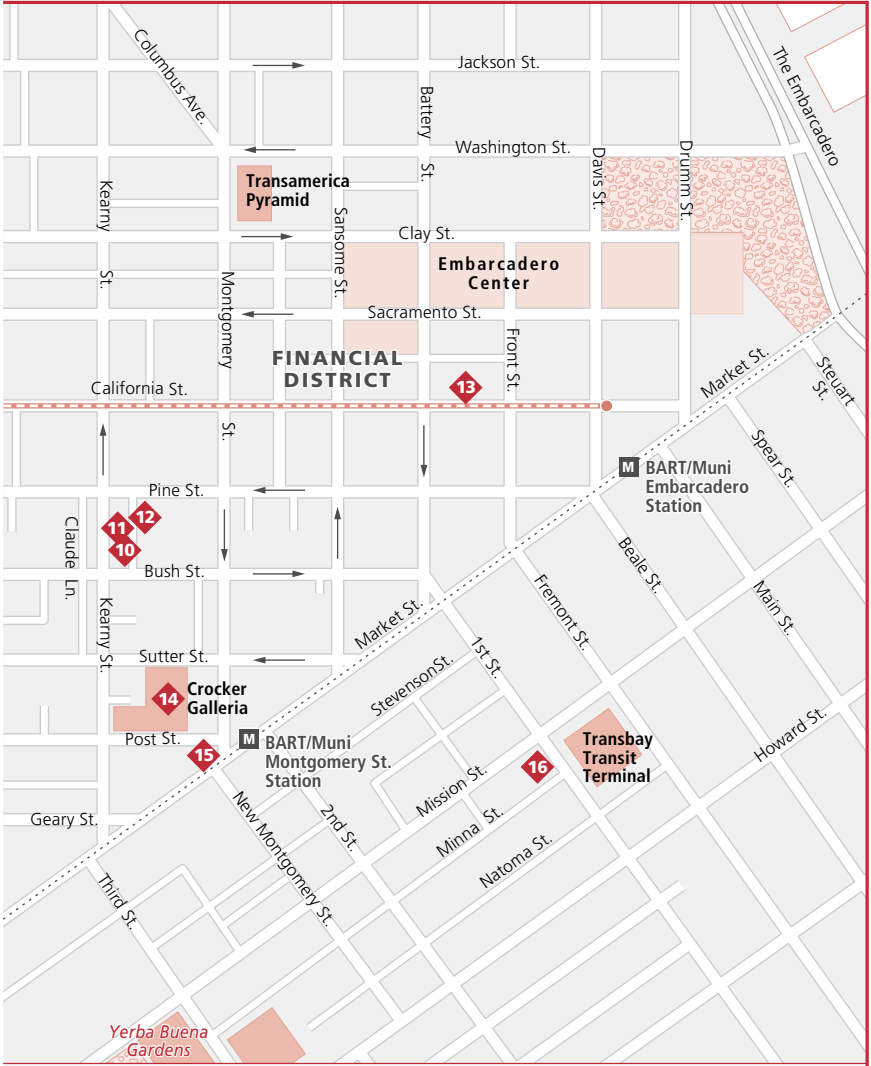 Columbus Ave.
Jackson St.
The Embarcadero
Battery St.
Washington St.
Davis St.
Drumm St.
Transamerica
Pyramid
Kearny St.
Sansome St.
Clay St.
Embarcadero
Center
Montgomery St.
Sacramento St.
FINANCIAL
DISTRICT
Front St.
13
California St.
Market St.
Steuart
St.
Spear St.
M
BART/Muni
Embarcadero
Station
Pine St.
11
12
10
Claude Ln.
Bush St.
Beale St.
Main St.
Fremont St.
Kearny St.
Market St.
1st St.
Sutter St.
StevensonSt.
14
Crocker
Galleria
Post St.
15
M
BART/Muni
Montgomery St.
Station
16
Transbay
Transit
Terminal
Howard St.
Mission St.
Minna St.
Natoma St.
Geary St.
New Montgomery St.
2nd St.
Third St.
Yerba Buena
Gardens